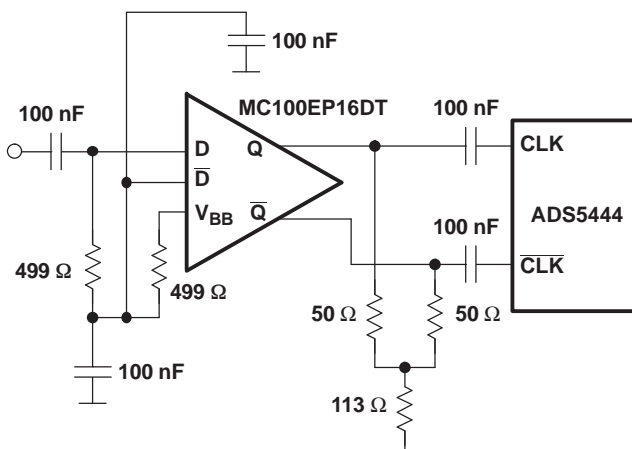 100 nF
MC100EP16DT
100 nF
100 nF
D
Q
CLK
D̅
ADS5444
V_BB
Q̅
100 nF
C̅L̅K̅
499 Ω
499 Ω
50 Ω
50 Ω
100 nF
113 Ω